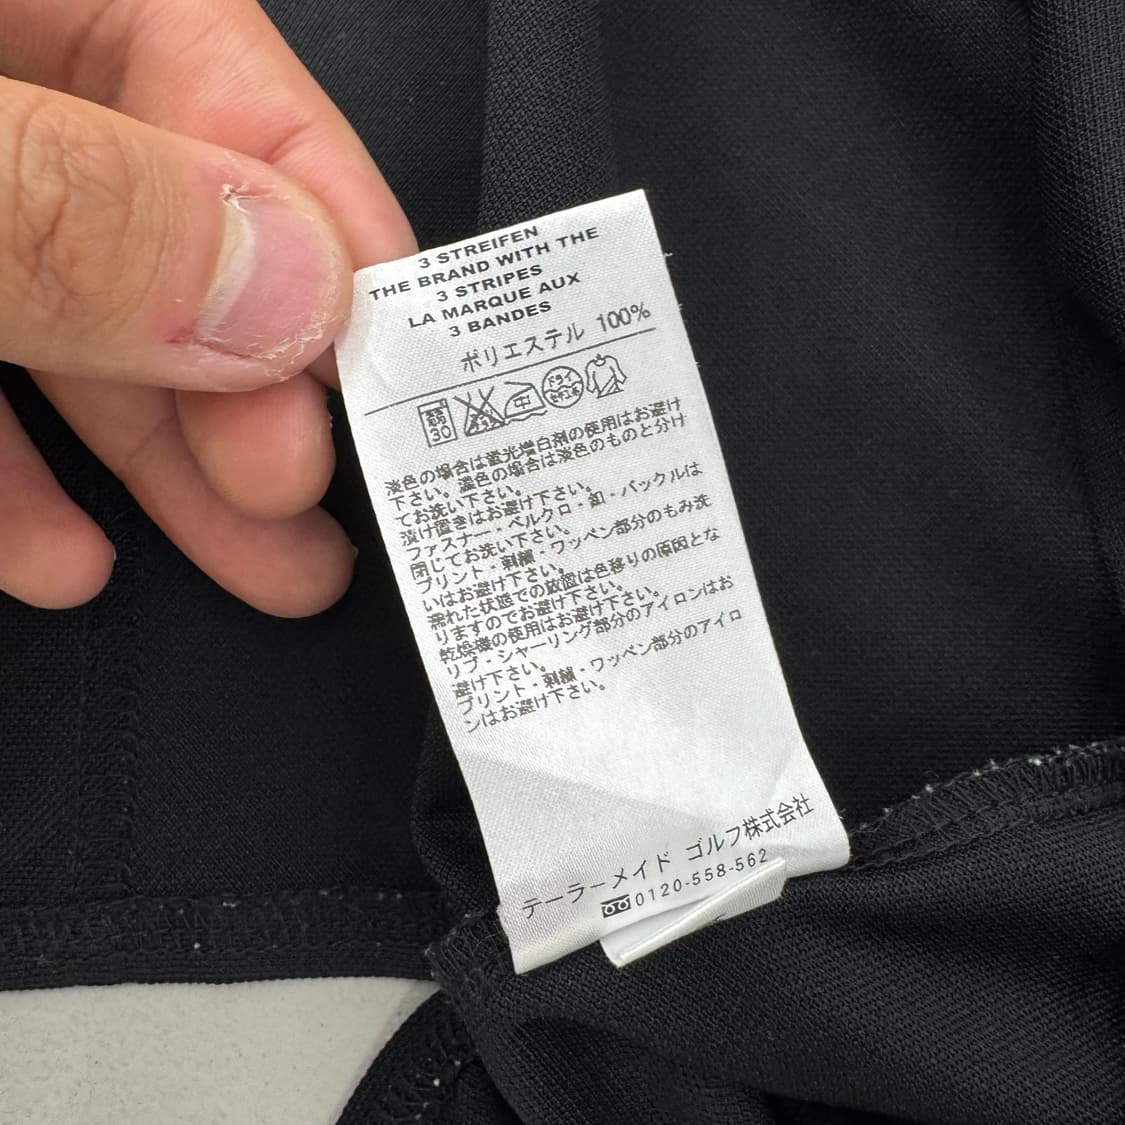 3 STREIFEN
THE BRAND WITH THE
3 STRIPES
LA MARQUE AUX
3 BANDES
ポリエステル 100%
30
中
ドライ
セキユ系
淡色の場合は蛍光増白剤の使用はお避け
下さい。濃色の場合は淡色のものと分け
てお洗い下さい。
漬け置きはお避け下さい。
ファスナー・ベルクロ・釦・バックルは
閉じてお洗い下さい。
プリント・刺繍・ワッペン部分のもみ洗
いはお避け下さい。
濡れた状態での放置は色移りの原因とな
りますのでお避け下さい。
乾燥機の使用はお避け下さい。
リブ・シャーリング部分のアイロンはお
避け下さい。
プリント・刺繍・ワッペン部分のアイロ
ンはお避け下さい。
テーラーメイド ゴルフ株式会社
0120-558-562